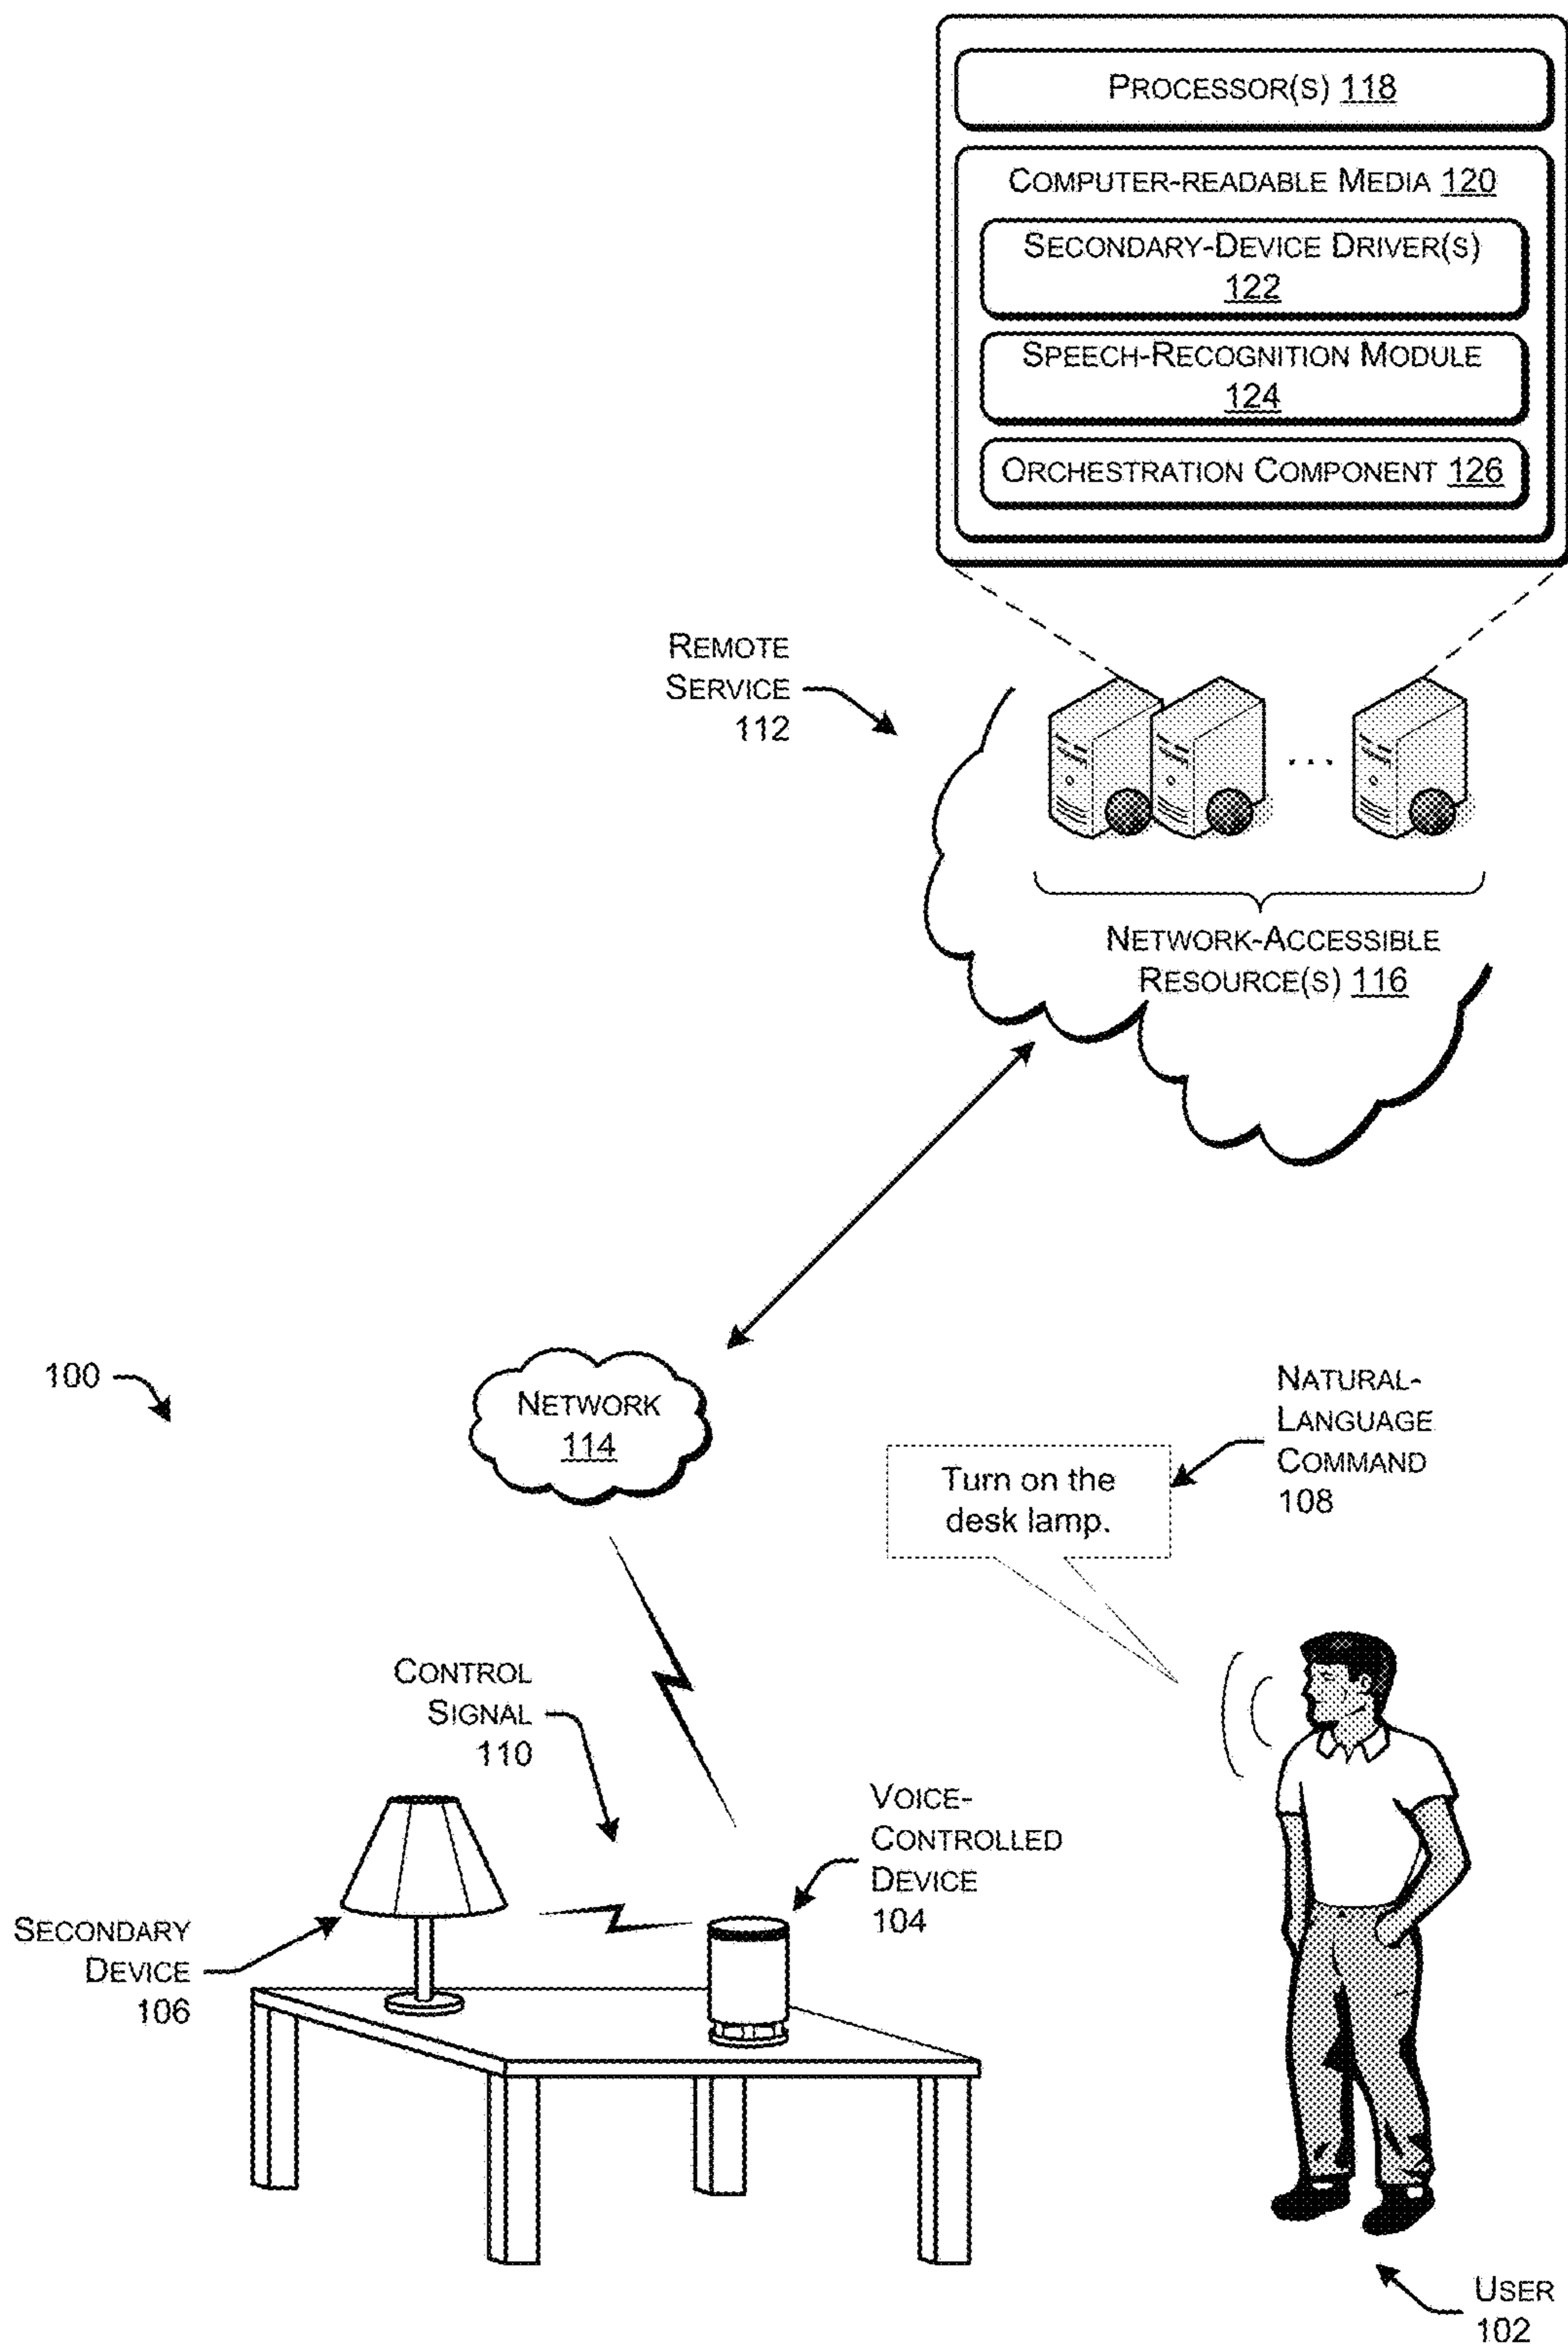 PROCESSOR(S) 118
COMPUTER-READABLE MEDIA 120
SECONDARY-DEVICE DRIVER(S)
122
SPEECH-RECOGNITION MODULE
124
ORCHESTRATION COMPONENT 126
REMOTE
SERVICE
112
...
NETWORK-ACCESSIBLE
RESOURCE(S) 116
100
NETWORK
114
NATURAL-
LANGUAGE
COMMAND
108
Turn on the
desk lamp.
CONTROL
SIGNAL
110
VOICE-
CONTROLLED
DEVICE
104
SECONDARY
DEVICE
106
USER
102